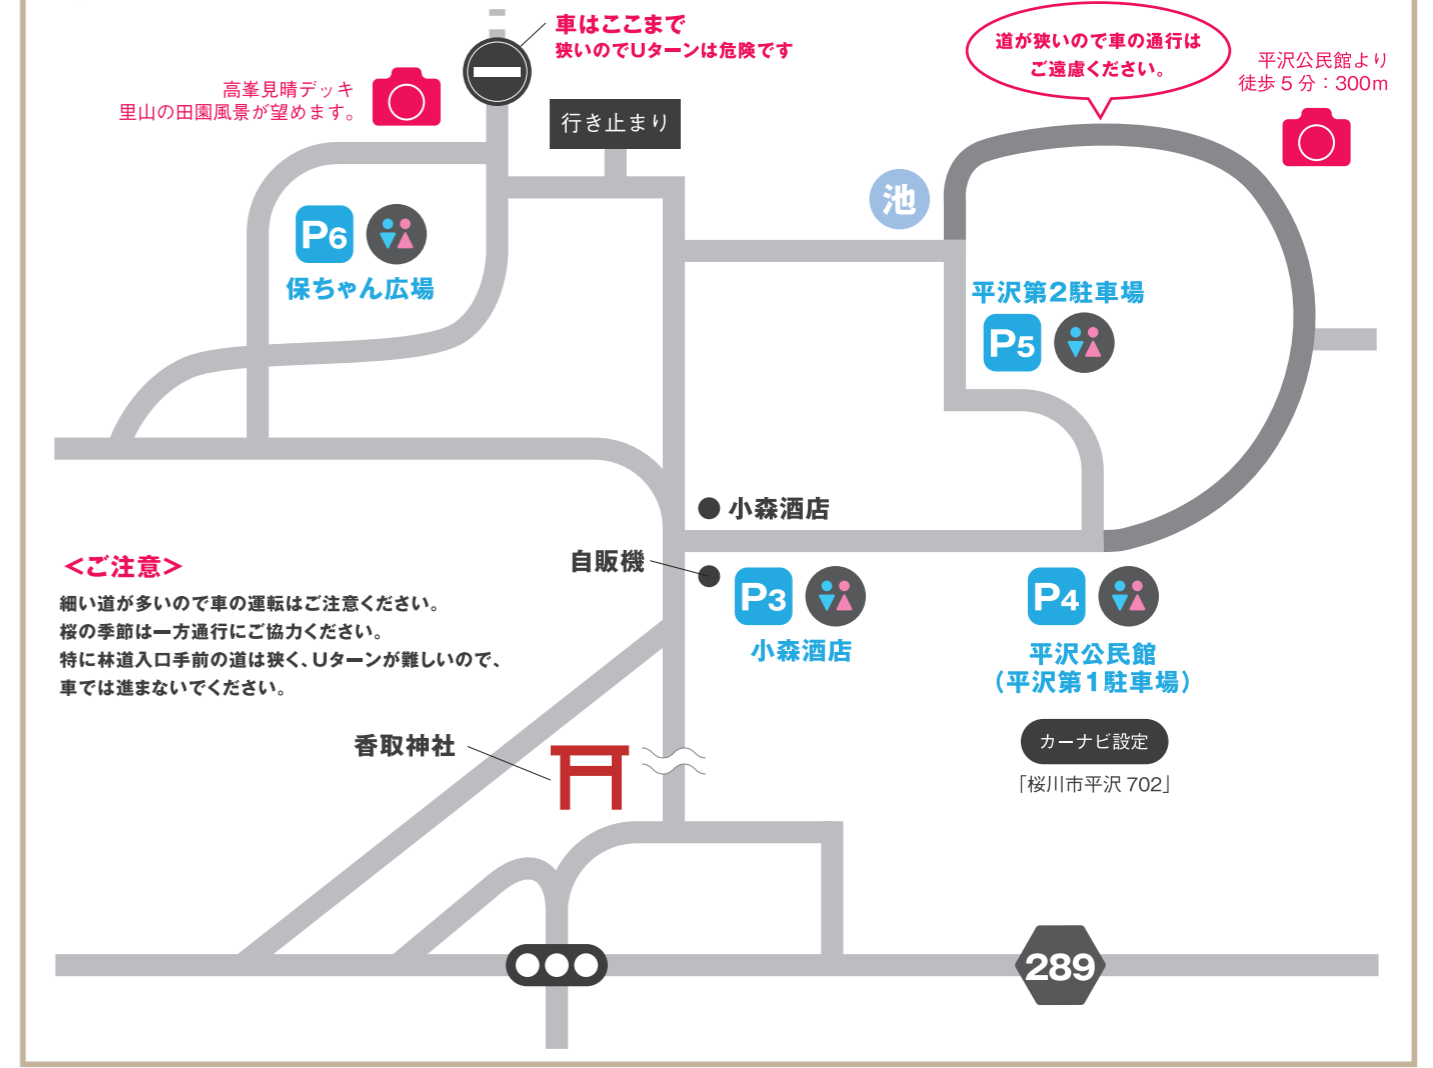 車はここまで
狭いのでUターンは危険です
道が狭いので車の通行は
ご遠慮ください。
平沢公民館より
徒歩5分：300m
高峯見晴デッキ
里山の田園風景が望めます。
行き止まり
池
P6
保ちゃん広場
平沢第2駐車場
P5
小森酒店
自販機
P3
小森酒店
P4
平沢公民館
（平沢第1駐車場）
カーナビ設定
「桜川市平沢 702」
＜ご注意＞
細い道が多いので車の運転はご注意ください。
桜の季節は一方通行にご協力ください。
特に林道入口手前の道は狭く、Uターンが難しいので、
車では進まないでください。
香取神社
289